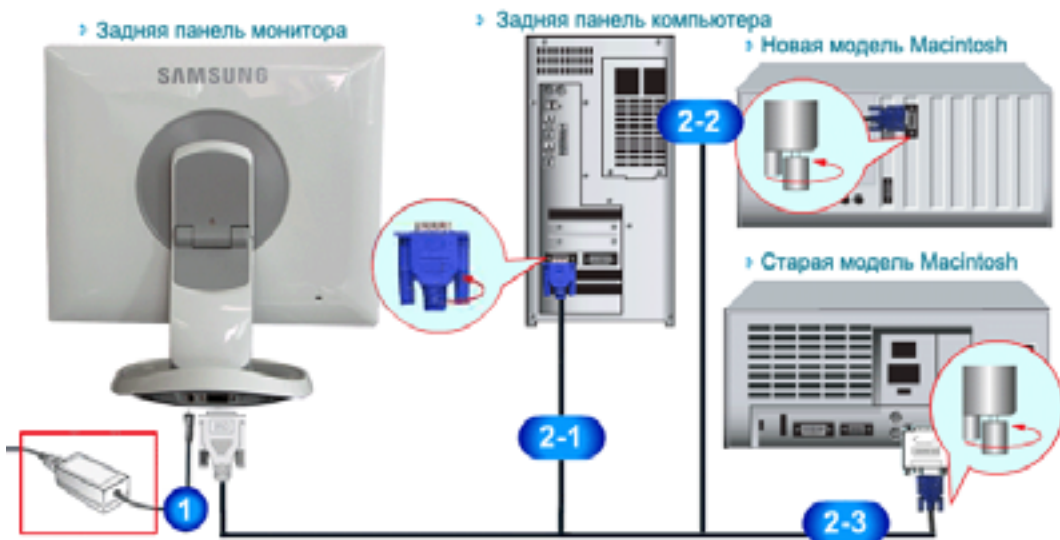 Задняя панель монитора
Задняя панель компьютера
Новая модель Macintosh
SAMSUNG
2-2
Старая модель Macintosh
2-1
1
2-3